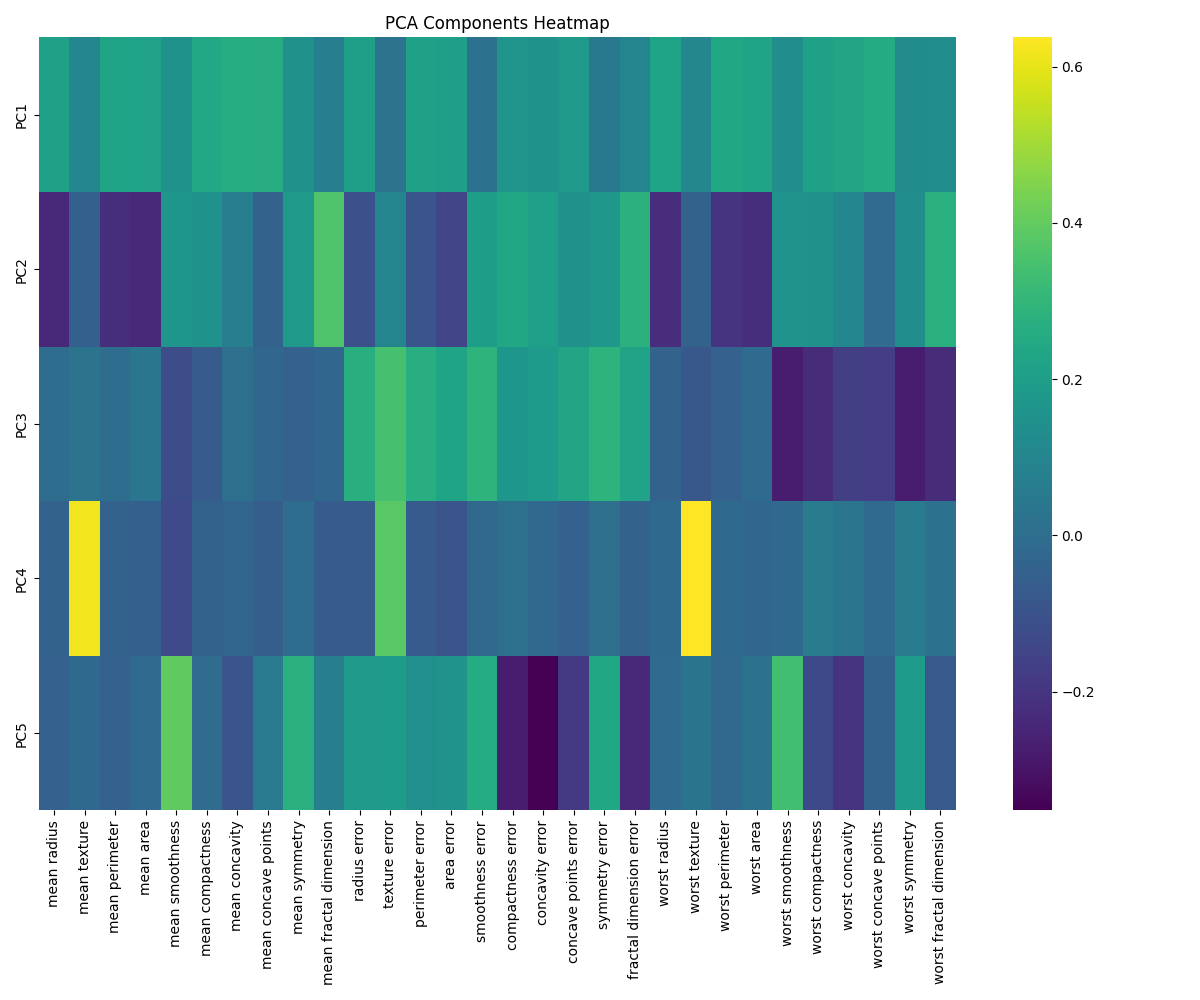 PCA Components Heatmap
PC1
PC2
PC3
PC4
PC5
mean radius
mean texture
mean perimeter
mean area
mean smoothness
mean compactness
mean concavity
mean concave points
mean symmetry
mean fractal dimension
radius error
texture error
perimeter error
area error
smoothness error
compactness error
concavity error
concave points error
symmetry error
fractal dimension error
worst radius
worst texture
worst perimeter
worst area
worst smoothness
worst compactness
worst concavity
worst concave points
worst symmetry
worst fractal dimension
0.6
0.4
0.2
0.0
−0.2